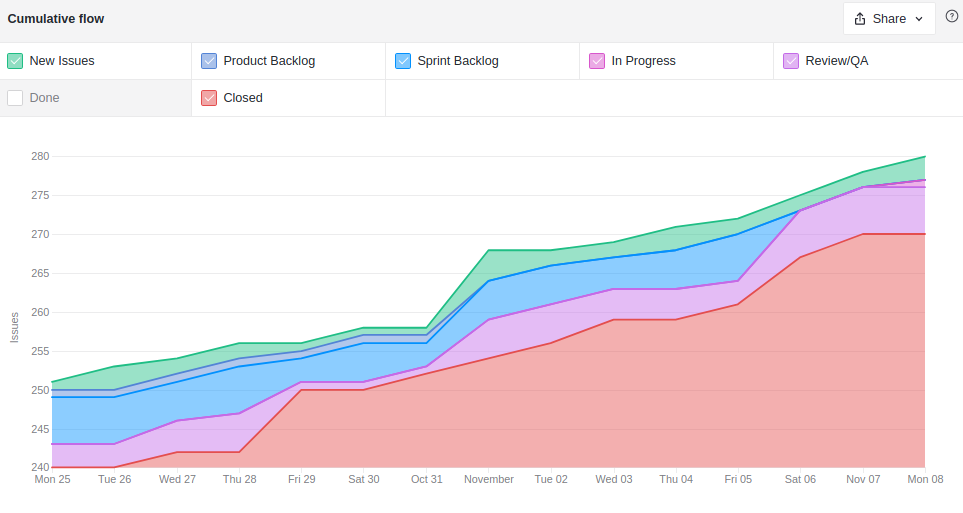 Cumulative flow
Share
?
New Issues Product Backlog Sprint Backlog In Progress Review/QA
Done Closed
280
275
270
265
260
255
250
245
240
Issues
Mon 25 Tue 26 Wed 27 Thu 28 Fri 29 Sat 30 Oct 31 November Tue 02 Wed 03 Thu 04 Fri 05 Sat 06 Nov 07 Mon 08